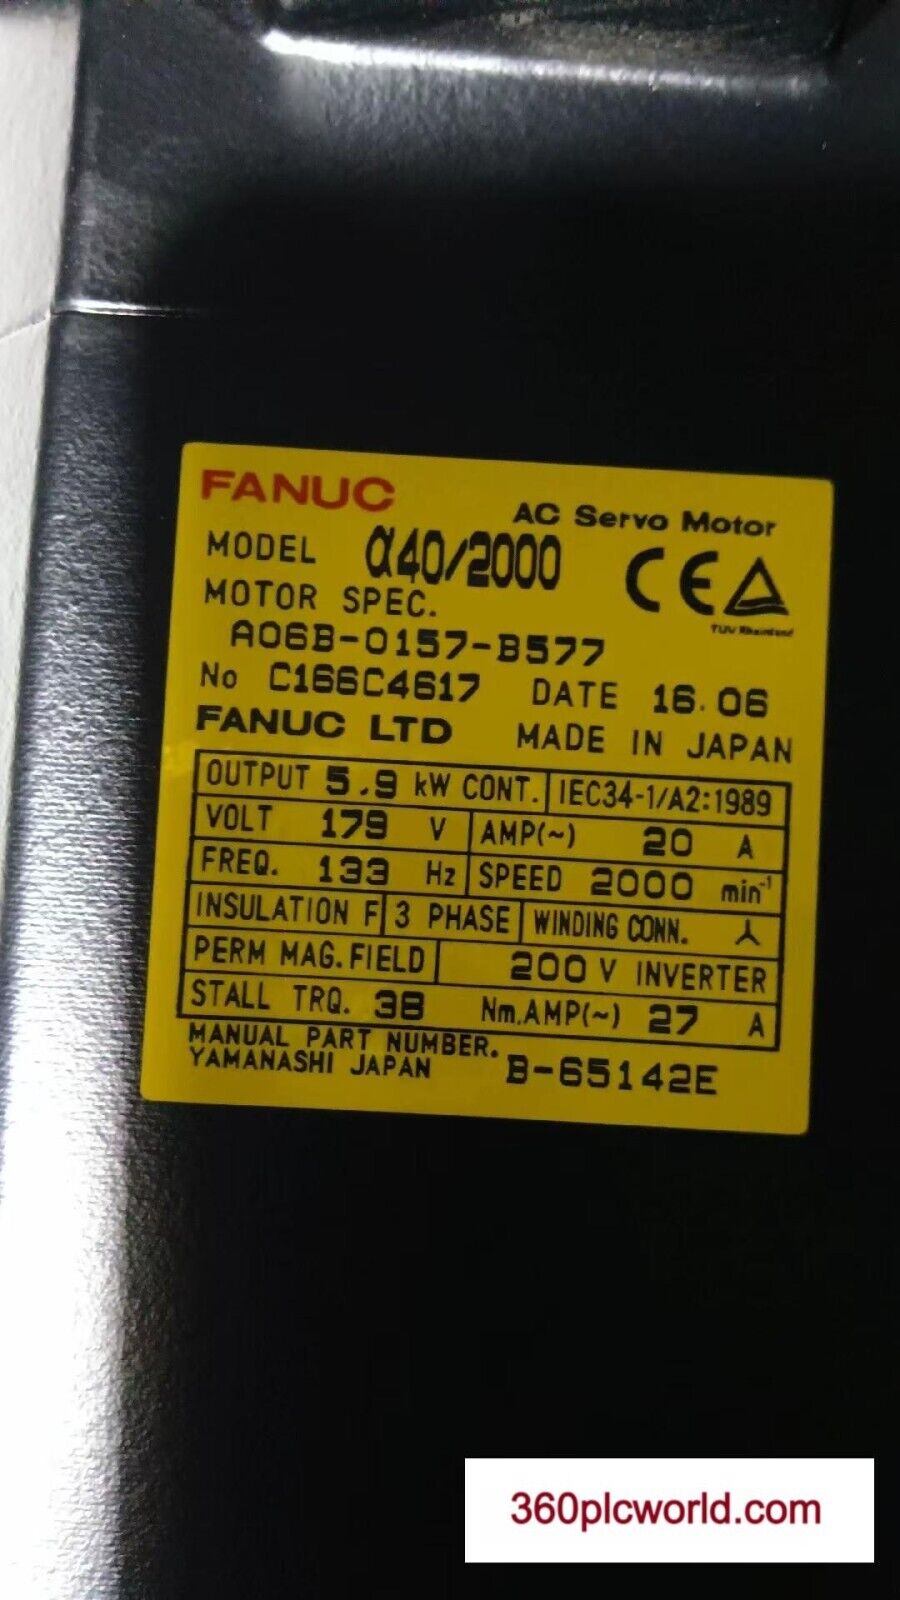 FANUC
AC Servo Motor
MODEL α40/2000
CE
TUV Rheinland
MOTOR SPEC.
A06B-0157-B577
No C166C4617 DATE 16.06
FANUC LTD MADE IN JAPAN
OUTPUT 5.9 kW CONT. IEC34-1/A2:1989
VOLT 179 V AMP(~) 20 A
FREQ. 133 Hz SPEED 2000 min⁻¹
INSULATION F 3 PHASE WINDING CONN. ⅄
PERM MAG.FIELD 200 V INVERTER
STALL TRQ. 38 Nm.AMP(~) 27 A
MANUAL PART NUMBER.
YAMANASHI JAPAN B-65142E
360plcworld.com